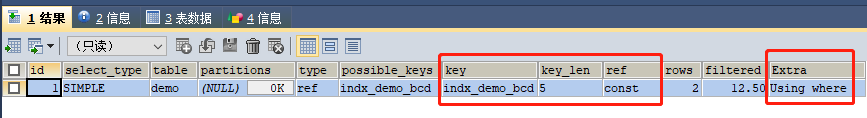 1 结果 2 信息 3 表数据 4 信息
（只读）
id select_type table partitions type possible_keys key key_len ref rows filtered Extra
1 SIMPLE demo (NULL) 0K ref indx_demo_bcd indx_demo_bcd 5 const 2 12.50 Using where